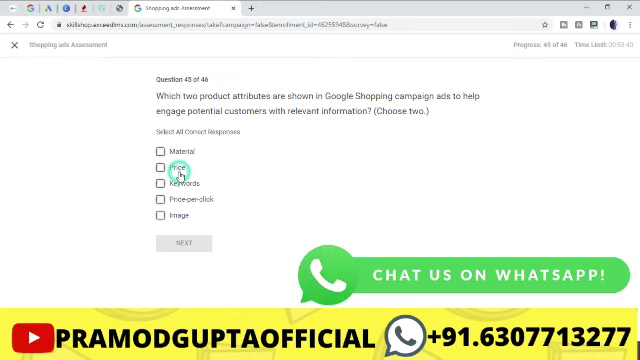 Shopping ads Assessment
skillshop.exceedlms.com/assessment_responses/take?campaign=false&enrollment_id=46255948&survey=false
Shopping ads Assessment
Progress: 45 of 46
Time Limit: 00:53:40
Question 45 of 46
Which two product attributes are shown in Google Shopping campaign ads to help
engage potential customers with relevant information? (Choose two.)
Select All Correct Responses
Material
Price
Keywords
Price-per-click
Image
NEXT
CHAT US ON WHATSAPP!
PRAMODGUPTAOFFICIAL
+91.6307713277